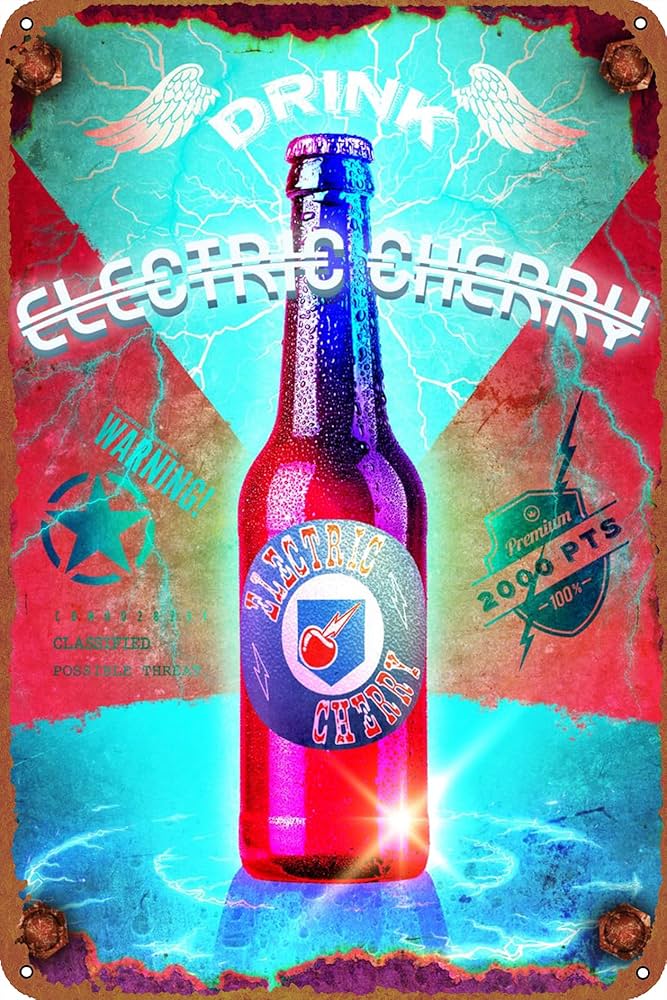 DRINK
ELECTRIC CHERRY
WARNING!
Premium
2000 PTS
100%
CLASSIFIED
POSSIBLE THREAT
ELECTRIC
CHERRY